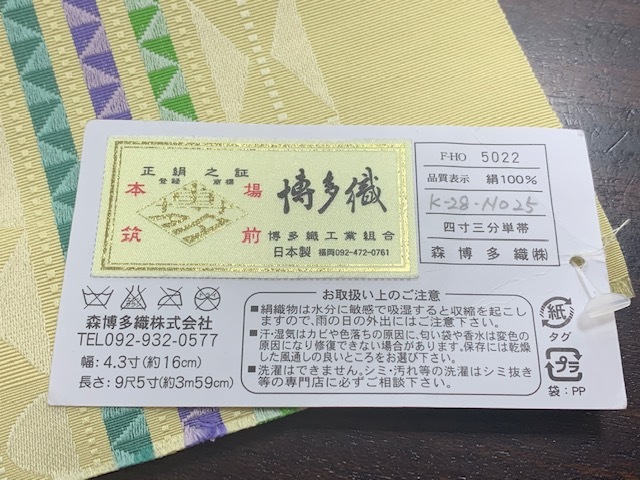 正絹之証
登録 商標
本場
筑前
博多織
博多織工業組合
日本製 福岡092-472-0761
F-HO 5022
品質表示 絹100%
K-28-NO25
四寸三分単帯
森博多織(株)
森博多織株式会社
TEL092-932-0577
幅:4.3寸(約16cm)
長さ:9尺5寸(約3m59cm)
お取扱い上のご注意
■絹織物は水分に敏感で吸湿すると収縮を起こし
ますので、雨の日の外出にはご注意下さい。
■汗・湿気はカビや色落ちの原因に、匂い袋や香水は変色の
原因になり修復できない場合があります。保存には乾燥
した風通しの良いところをお選び下さい。
■洗濯はできません。シミ・汚れ等の洗濯はシミ抜き
等の専門店に必ずご相談下さい。
紙
タグ
プラ
袋:PP